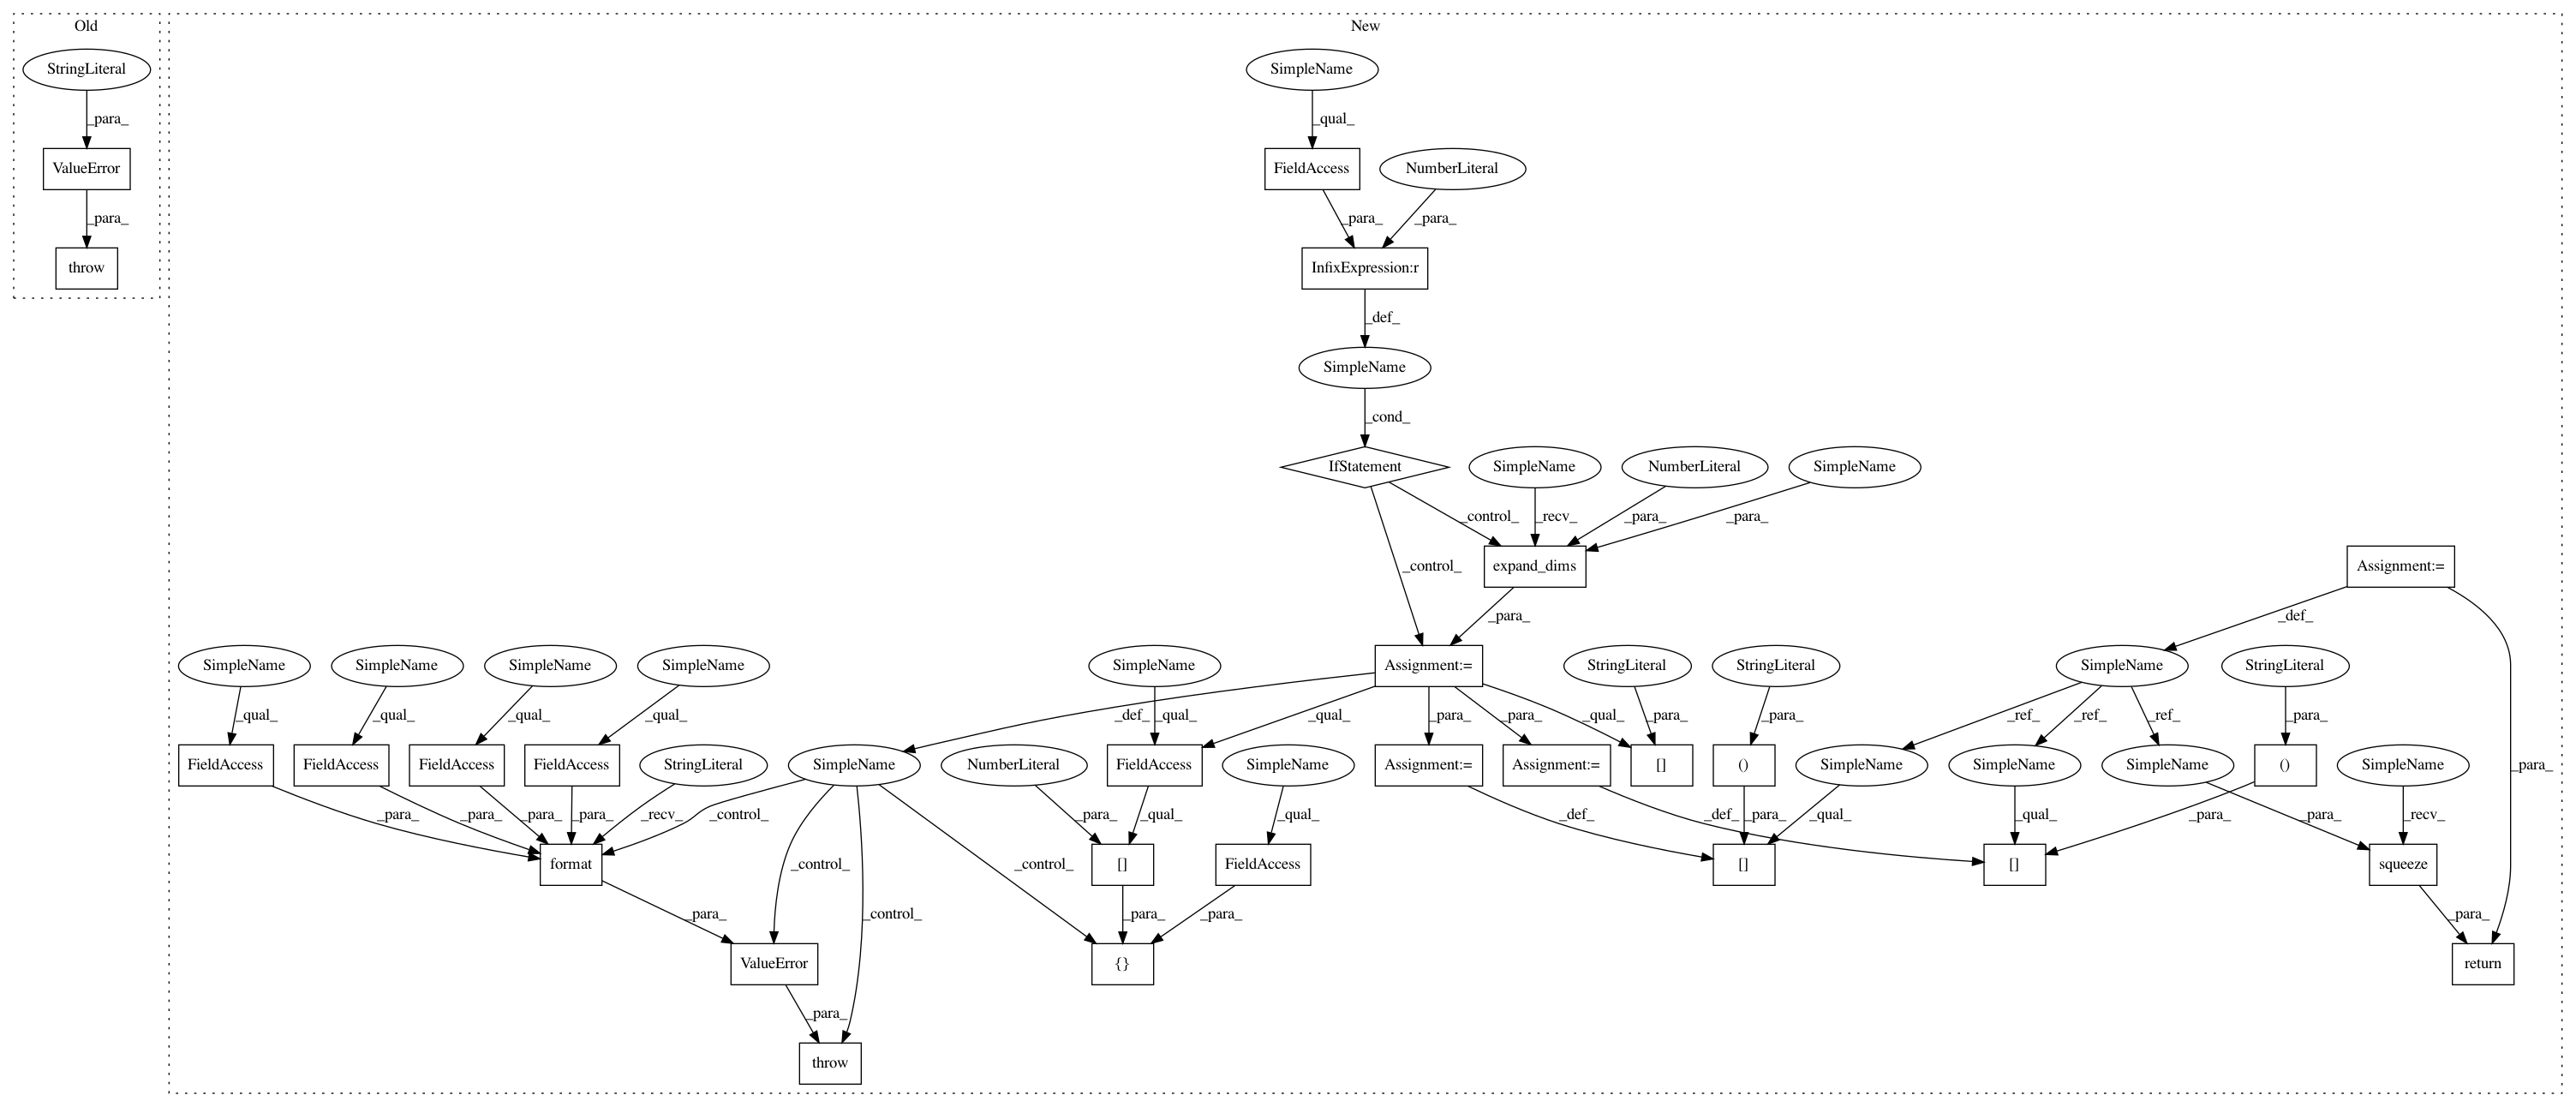 Old
New
StringLiteral
SimpleName
_para_
_qual_
ValueError
FieldAccess
NumberLiteral
_para_
_para_
_para_
throw
InfixExpression:r
_def_
SimpleName
_cond_
IfStatement
SimpleName
NumberLiteral
SimpleName
_control_
_recv_
_para_
_para_
_control_
expand_dims
Assignment:=
_para_
_def_
SimpleName
SimpleName
SimpleName
SimpleName
SimpleName
Assignment:=
StringLiteral
StringLiteral
SimpleName
StringLiteral
_qual_
_qual_
_qual_
_qual_
_def_
_qual_
_qual_
_para_
_para_
_qual_
_para_
_para_
_ref_
_ref_
_ref_
_para_
FieldAccess
FieldAccess
FieldAccess
FieldAccess
StringLiteral
SimpleName
NumberLiteral
FieldAccess
SimpleName
Assignment:=
Assignment:=
[]
()
SimpleName
SimpleName
SimpleName
()
SimpleName
_para_
_para_
_para_
_para_
_para_
_recv_
_control_
_para_
_qual_
_qual_
_def_
_def_
_para_
_qual_
_qual_
_para_
_para_
_recv_
format
_control_
_control_
[]
FieldAccess
[]
[]
squeeze
_para_
_control_
_para_
_para_
_para_
ValueError
{}
return
_para_
throw